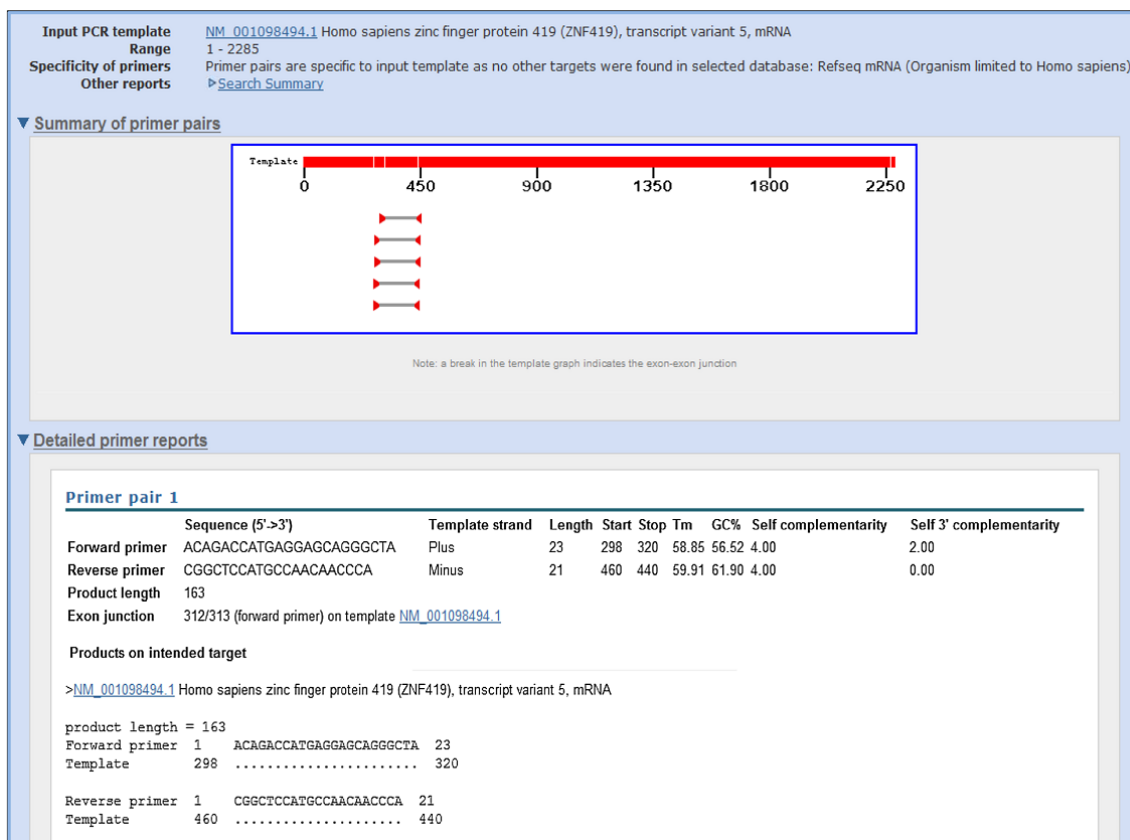 Input PCR template NM_001098494.1 Homo sapiens zinc finger protein 419 (ZNF419), transcript variant 5, mRNA
Range 1 - 2285
Specificity of primers Primer pairs are specific to input template as no other targets were found in selected database: Refseq mRNA (Organism limited to Homo sapiens)
Other reports Search Summary
Summary of primer pairs
Template
0 450 900 1350 1800 2250
Note: a break in the template graph indicates the exon-exon junction
Detailed primer reports
Primer pair 1
Sequence (5'->3') Template strand Length Start Stop Tm GC% Self complementarity Self 3' complementarity
Forward primer ACAGACCATGAGGAGCAGGGCTA Plus 23 298 320 58.85 56.52 4.00 2.00
Reverse primer CGGCTCCATGCCAACAACCCA Minus 21 460 440 59.91 61.90 4.00 0.00
Product length 163
Exon junction 312/313 (forward primer) on template NM_001098494.1
Products on intended target
>NM_001098494.1 Homo sapiens zinc finger protein 419 (ZNF419), transcript variant 5, mRNA
product length = 163
Forward primer 1 ACAGACCATGAGGAGCAGGGCTA 23
Template 298 ....................... 320
Reverse primer 1 CGGCTCCATGCCAACAACCCA 21
Template 460 ..................... 440